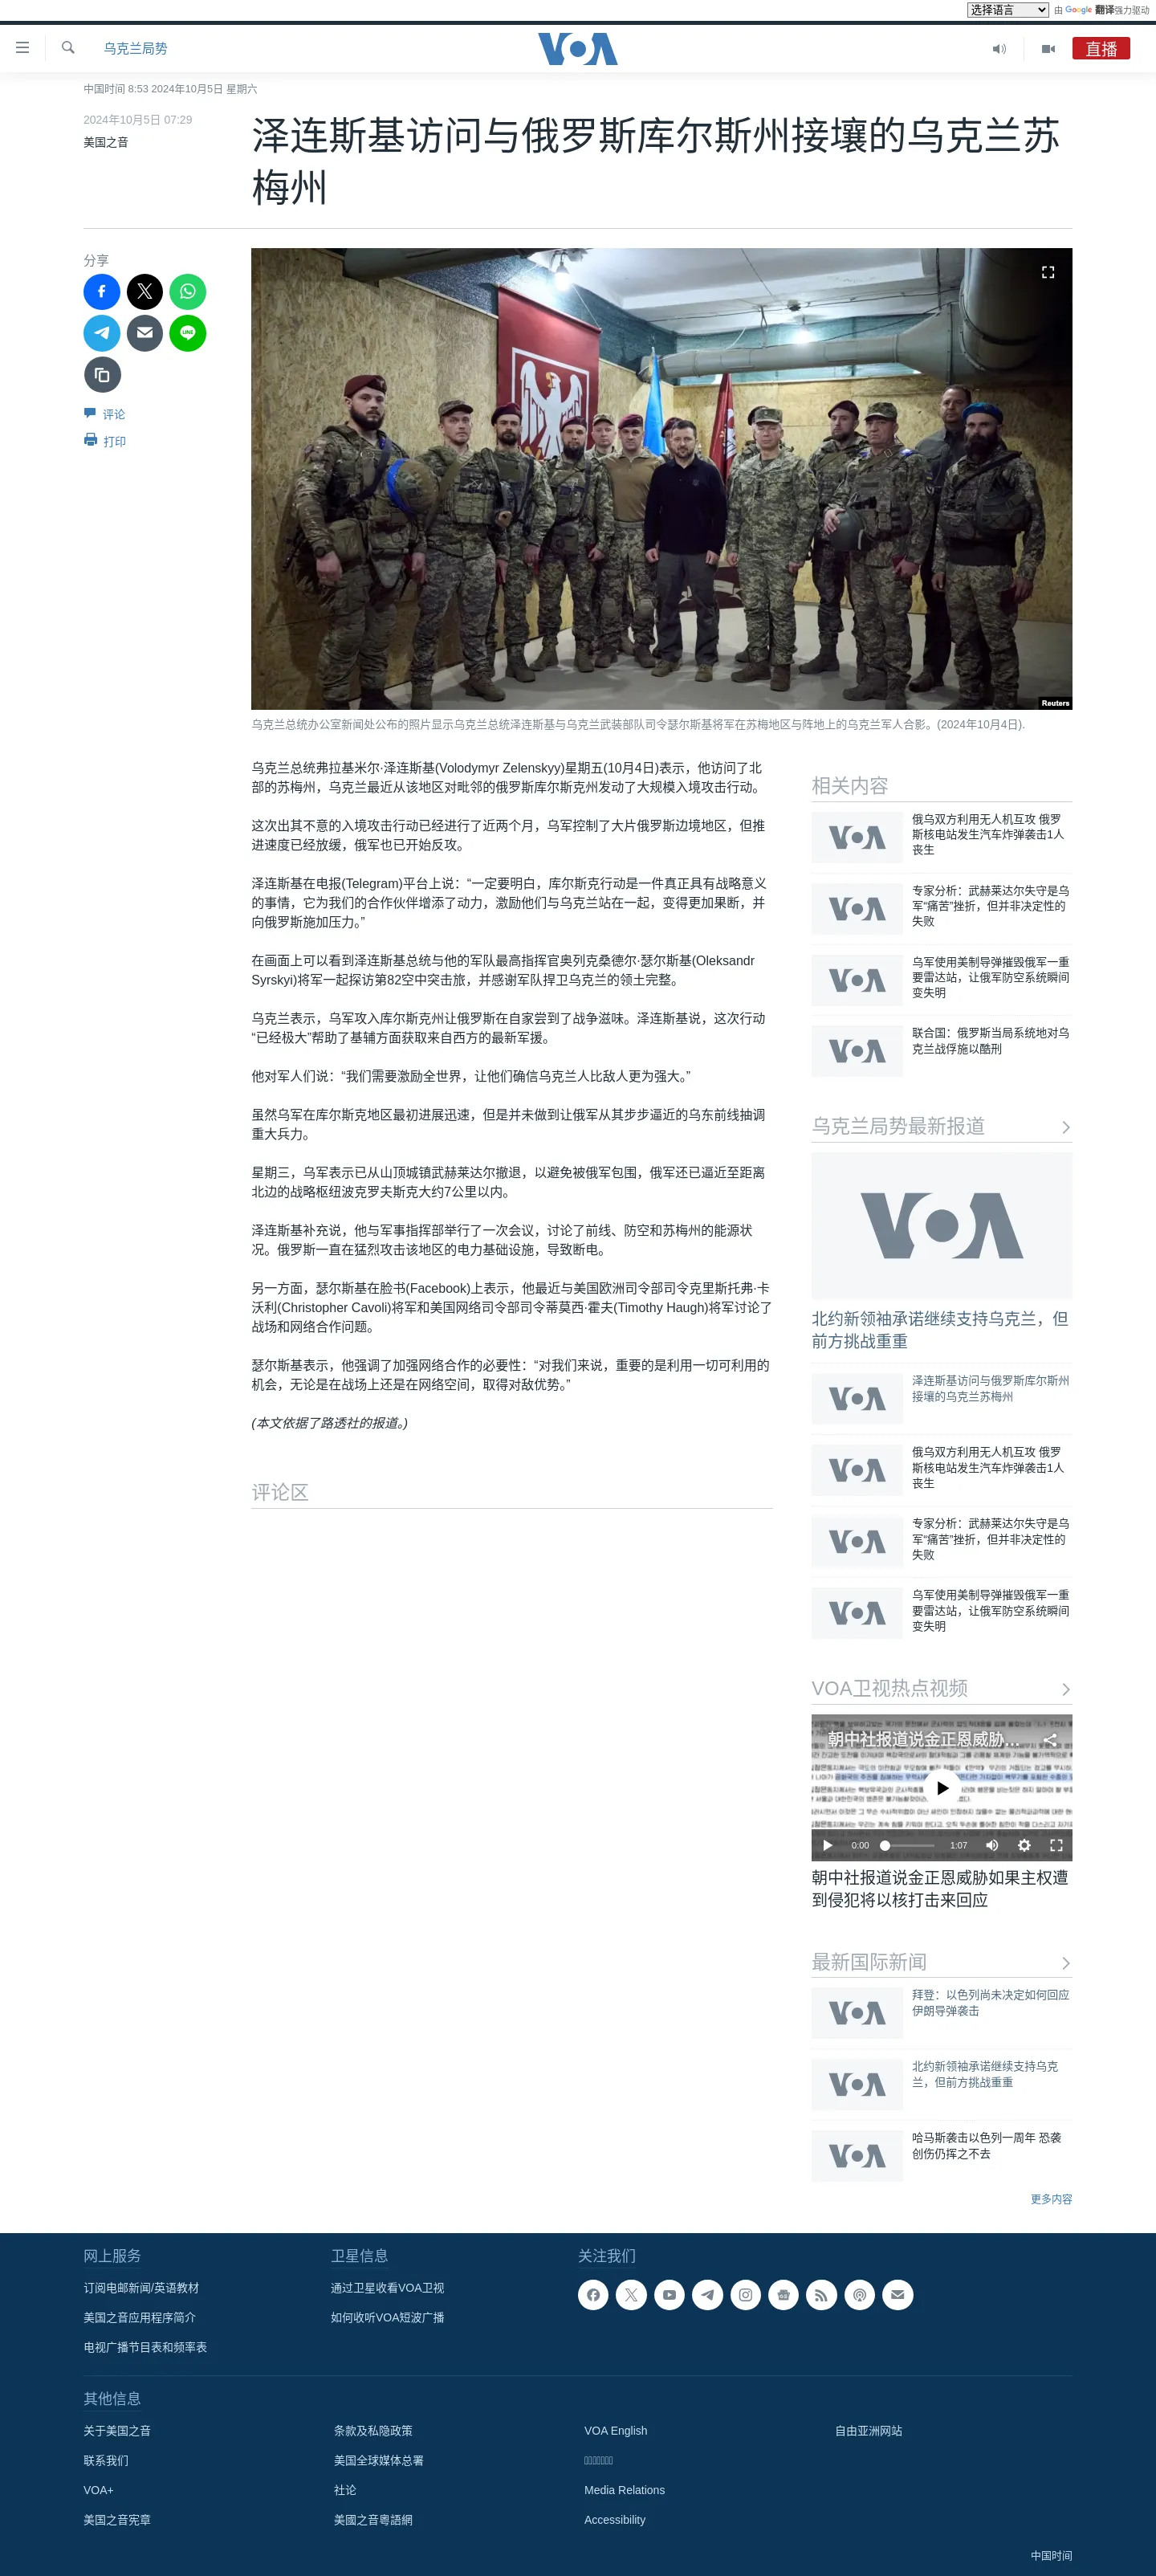 选择语言 由 Google 翻译强力驱动
乌克兰局势
VOA
直播
中国时间 8:53 2024年10月5日 星期六
2024年10月5日 07:29
美国之音
泽连斯基访问与俄罗斯库尔斯州接壤的乌克兰苏
梅州
分享
LINE
评论
打印
Reuters
乌克兰总统办公室新闻处公布的照片显示乌克兰总统泽连斯基与乌克兰武装部队司令瑟尔斯基将军在苏梅地区与阵地上的乌克兰军人合影。(2024年10月4日).
乌克兰总统弗拉基米尔·泽连斯基(Volodymyr Zelenskyy)星期五(10月4日)表示，他访问了北
部的苏梅州，乌克兰最近从该地区对毗邻的俄罗斯库尔斯克州发动了大规模入境攻击行动。
这次出其不意的入境攻击行动已经进行了近两个月，乌军控制了大片俄罗斯边境地区，但推
进速度已经放缓，俄军也已开始反攻。
泽连斯基在电报(Telegram)平台上说：“一定要明白，库尔斯克行动是一件真正具有战略意义
的事情，它为我们的合作伙伴增添了动力，激励他们与乌克兰站在一起，变得更加果断，并
向俄罗斯施加压力。”
在画面上可以看到泽连斯基总统与他的军队最高指挥官奥列克桑德尔·瑟尔斯基(Oleksandr
Syrskyi)将军一起探访第82空中突击旅，并感谢军队捍卫乌克兰的领土完整。
乌克兰表示，乌军攻入库尔斯克州让俄罗斯在自家尝到了战争滋味。泽连斯基说，这次行动
“已经极大”帮助了基辅方面获取来自西方的最新军援。
他对军人们说：“我们需要激励全世界，让他们确信乌克兰人比敌人更为强大。”
虽然乌军在库尔斯克地区最初进展迅速，但是并未做到让俄军从其步步逼近的乌东前线抽调
重大兵力。
星期三，乌军表示已从山顶城镇武赫莱达尔撤退，以避免被俄军包围，俄军还已逼近至距离
北边的战略枢纽波克罗夫斯克大约7公里以内。
泽连斯基补充说，他与军事指挥部举行了一次会议，讨论了前线、防空和苏梅州的能源状
况。俄罗斯一直在猛烈攻击该地区的电力基础设施，导致断电。
另一方面，瑟尔斯基在脸书(Facebook)上表示，他最近与美国欧洲司令部司令克里斯托弗·卡
沃利(Christopher Cavoli)将军和美国网络司令部司令蒂莫西·霍夫(Timothy Haugh)将军讨论了
战场和网络合作问题。
瑟尔斯基表示，他强调了加强网络合作的必要性：“对我们来说，重要的是利用一切可利用的
机会，无论是在战场上还是在网络空间，取得对敌优势。”
(本文依据了路透社的报道。)
评论区
相关内容
VOA
俄乌双方利用无人机互攻 俄罗
斯核电站发生汽车炸弹袭击1人
丧生
VOA
专家分析：武赫莱达尔失守是乌
军“痛苦”挫折，但并非决定性的
失败
VOA
乌军使用美制导弹摧毁俄军一重
要雷达站，让俄军防空系统瞬间
变失明
VOA
联合国：俄罗斯当局系统地对乌
克兰战俘施以酷刑
乌克兰局势最新报道
VOA
北约新领袖承诺继续支持乌克兰，但
前方挑战重重
VOA
泽连斯基访问与俄罗斯库尔斯州
接壤的乌克兰苏梅州
VOA
俄乌双方利用无人机互攻 俄罗
斯核电站发生汽车炸弹袭击1人
丧生
VOA
专家分析：武赫莱达尔失守是乌
军“痛苦”挫折，但并非决定性的
失败
VOA
乌军使用美制导弹摧毁俄军一重
要雷达站，让俄军防空系统瞬间
变失明
VOA卫视热点视频
朝中社报道说金正恩威胁...
0:00 1:07
朝中社报道说金正恩威胁如果主权遭
到侵犯将以核打击来回应
最新国际新闻
VOA
拜登：以色列尚未决定如何回应
伊朗导弹袭击
VOA
北约新领袖承诺继续支持乌克
兰，但前方挑战重重
VOA
哈马斯袭击以色列一周年 恐袭
创伤仍挥之不去
更多内容
网上服务
订阅电邮新闻/英语教材
美国之音应用程序简介
电视广播节目表和频率表
卫星信息
通过卫星收看VOA卫视
如何收听VOA短波广播
关注我们
其他信息
关于美国之音
联系我们
VOA+
美国之音宪章
条款及私隐政策
美国全球媒体总署
社论
美國之音粵語網
VOA English
Media Relations
Accessibility
自由亚洲网站
中国时间